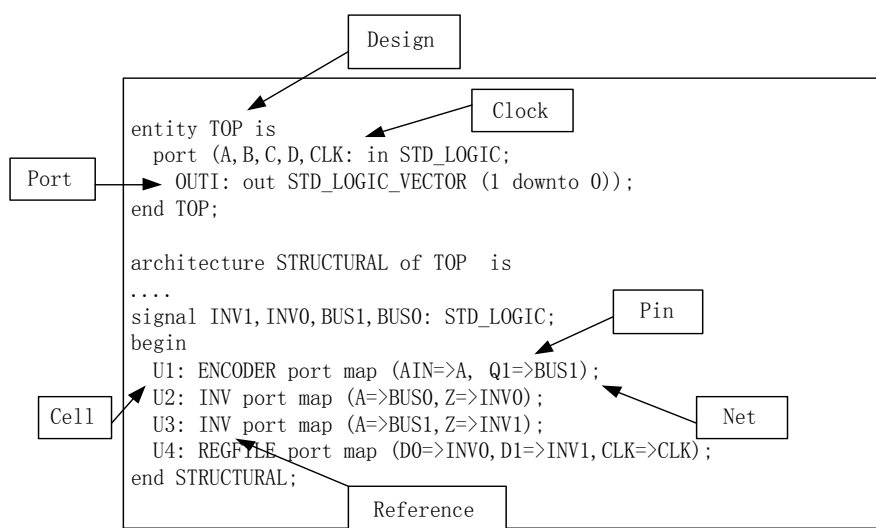 Design
Clock
entity TOP is
port (A,B,C,D,CLK: in STD_LOGIC;
Port
OUTI: out STD_LOGIC_VECTOR (1 downto 0));
end TOP;
architecture STRUCTURAL of TOP is
....
Pin
signal INV1,INV0,BUS1,BUS0: STD_LOGIC;
begin
U1: ENCODER port map (AIN=>A, Q1=>BUS1);
U2: INV port map (A=>BUS0,Z=>INV0);
Cell
Net
U3: INV port map (A=>BUS1,Z=>INV1);
U4: REGFILE port map (D0=>INV0,D1=>INV1,CLK=>CLK);
end STRUCTURAL;
Reference